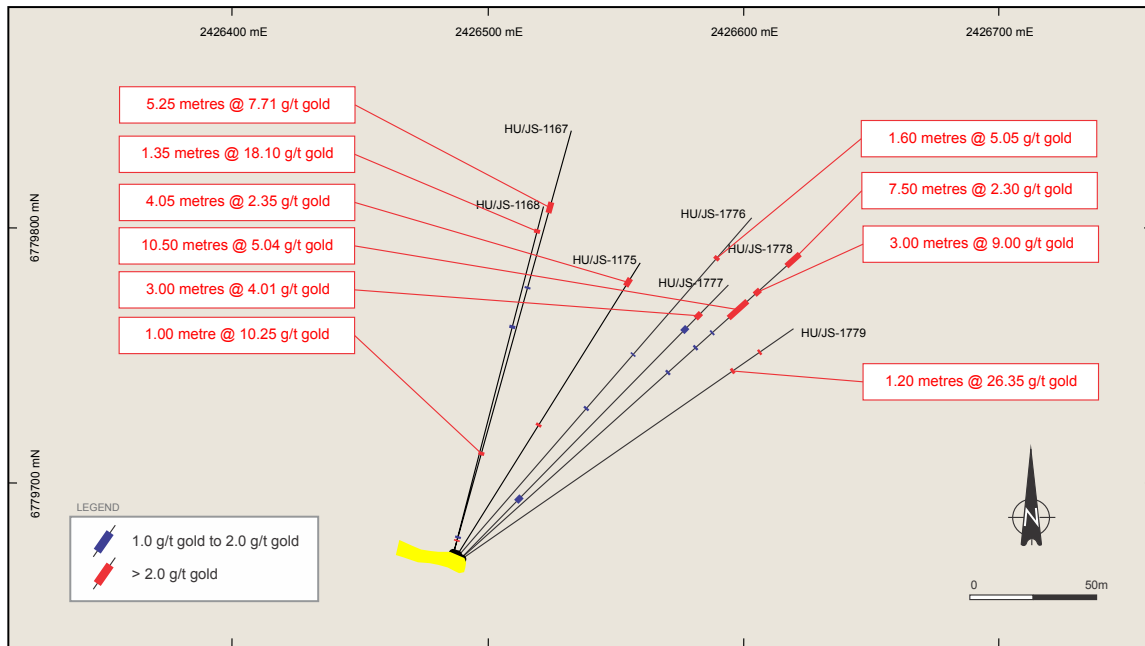 2426400 mE
2426500 mE
2426600 mE
2426700 mE
6779800 mN
6779700 mN
5.25 metres @ 7.71 g/t gold
1.35 metres @ 18.10 g/t gold
4.05 metres @ 2.35 g/t gold
10.50 metres @ 5.04 g/t gold
3.00 metres @ 4.01 g/t gold
1.00 metre @ 10.25 g/t gold
HU/JS-1167
HU/JS-1168
HU/JS-1175
HU/JS-1776
HU/JS-1778
HU/JS-1777
HU/JS-1779
1.60 metres @ 5.05 g/t gold
7.50 metres @ 2.30 g/t gold
3.00 metres @ 9.00 g/t gold
1.20 metres @ 26.35 g/t gold
LEGEND
1.0 g/t gold to 2.0 g/t gold
> 2.0 g/t gold
N
0 50m